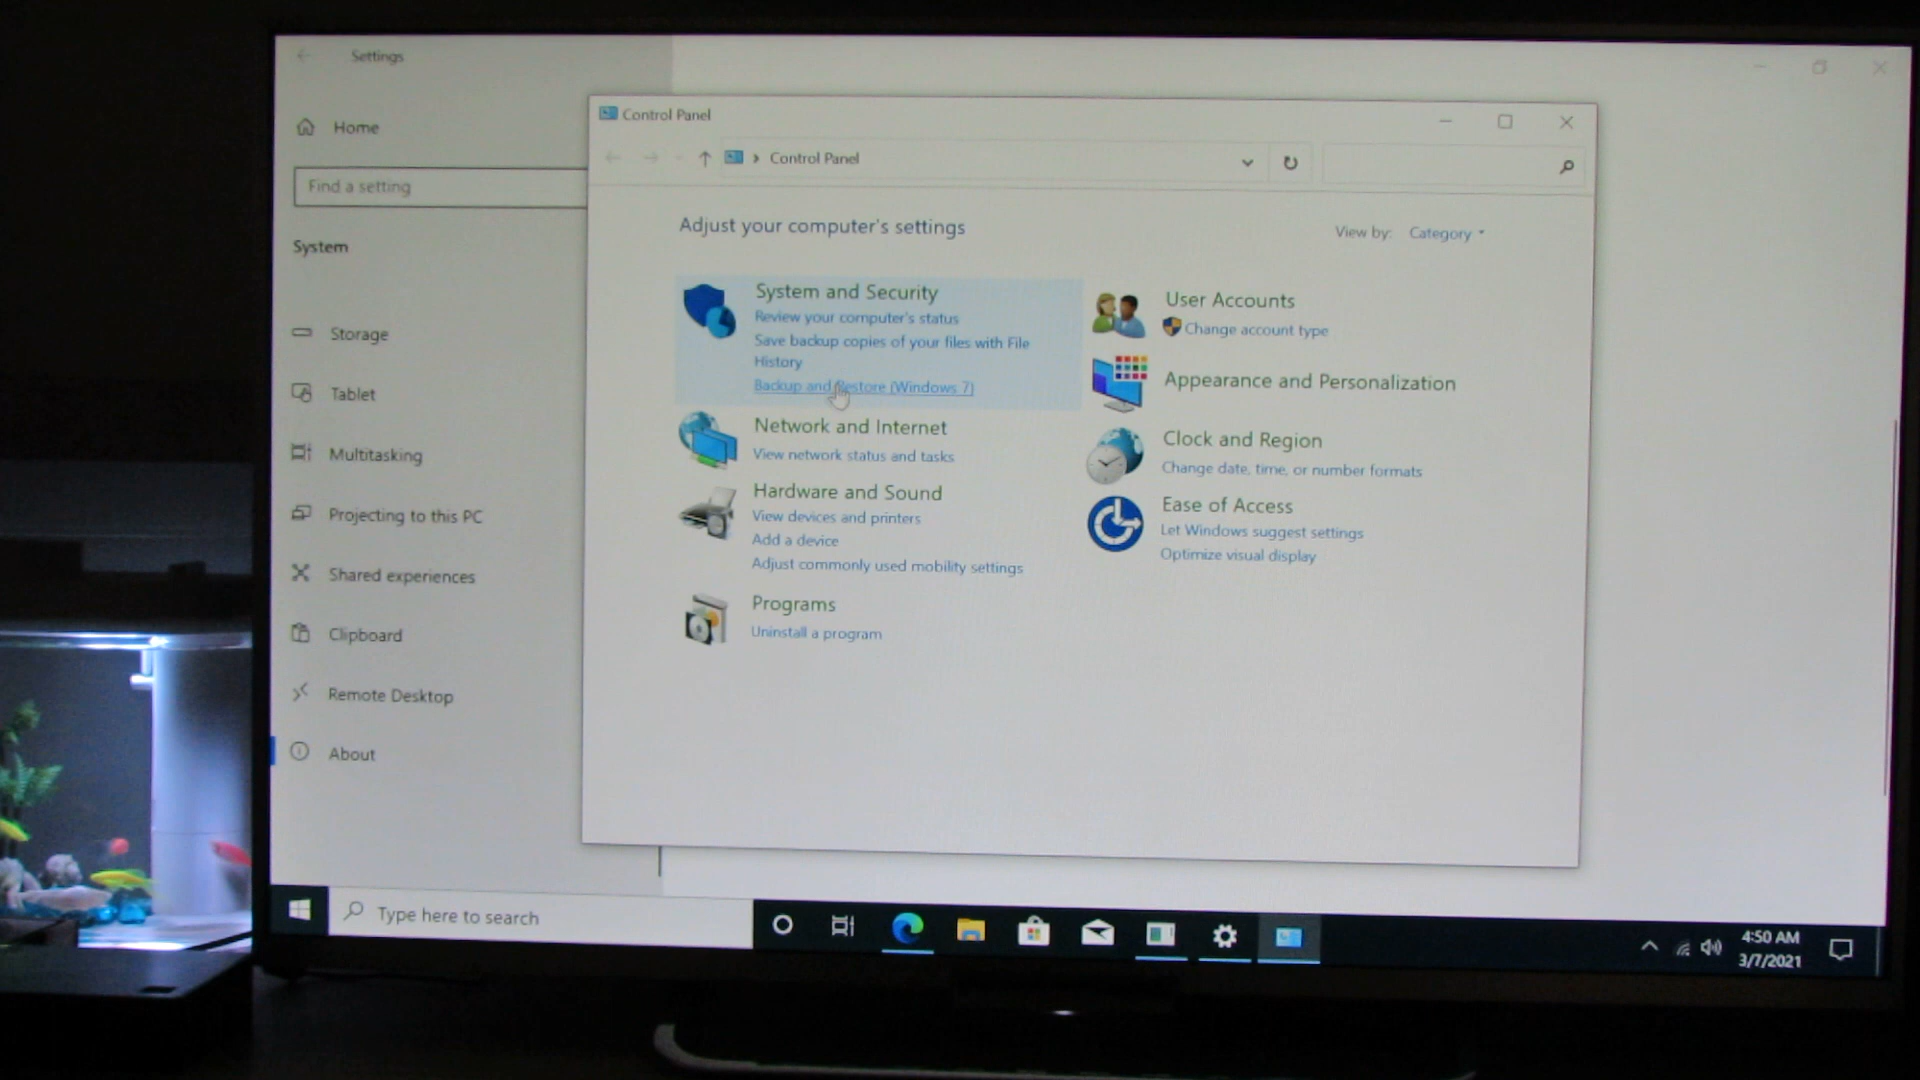 Settings
Home
Find a setting
System
Storage
Tablet
Multitasking
Projecting to this PC
Shared experiences
Clipboard
Remote Desktop
About
Control Panel
Control Panel
Adjust your computer's settings
View by: Category
System and Security
Review your computer's status
Save backup copies of your files with File
History
Backup and Restore (Windows 7)
Network and Internet
View network status and tasks
Hardware and Sound
View devices and printers
Add a device
Adjust commonly used mobility settings
Programs
Uninstall a program
User Accounts
Change account type
Appearance and Personalization
Clock and Region
Change date, time, or number formats
Ease of Access
Let Windows suggest settings
Optimize visual display
Type here to search
4:50 AM
3/7/2021